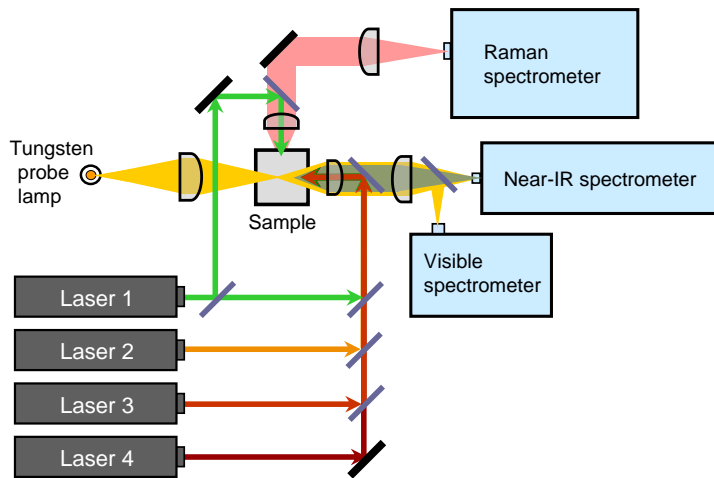 Raman
spectrometer
Tungsten
probe
lamp
Near-IR spectrometer
Sample
Visible
spectrometer
Laser 1
Laser 2
Laser 3
Laser 4